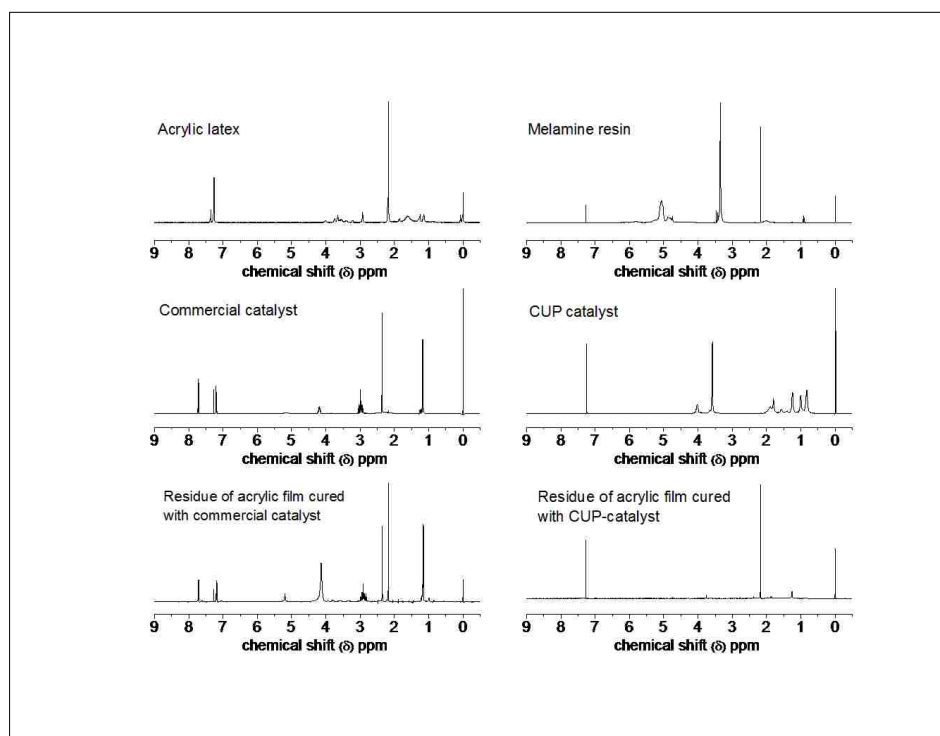 Acrylic latex
9 8 7 6 5 4 3 2 1 0
chemical shift (δ) ppm
Melamine resin
9 8 7 6 5 4 3 2 1 0
chemical shift (δ) ppm
Commercial catalyst
9 8 7 6 5 4 3 2 1 0
chemical shift (δ) ppm
CUP catalyst
9 8 7 6 5 4 3 2 1 0
chemical shift (δ) ppm
Residue of acrylic film cured
with commercial catalyst
9 8 7 6 5 4 3 2 1 0
chemical shift (δ) ppm
Residue of acrylic film cured
with CUP-catalyst
9 8 7 6 5 4 3 2 1 0
chemical shift (δ) ppm